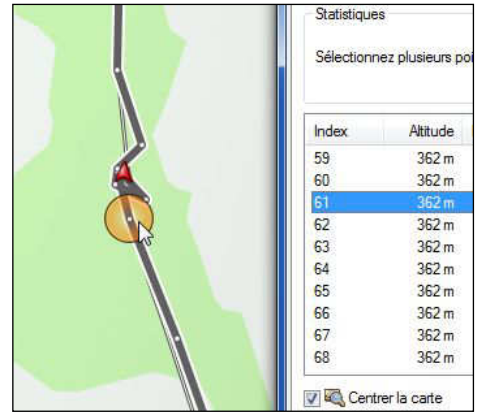 Statistiques
Sélectionnez plusieurs poi
Index Altitude
59 362 m
60 362 m
61 362 m
62 362 m
63 362 m
64 362 m
65 362 m
66 362 m
67 362 m
68 362 m
Centrer la carte